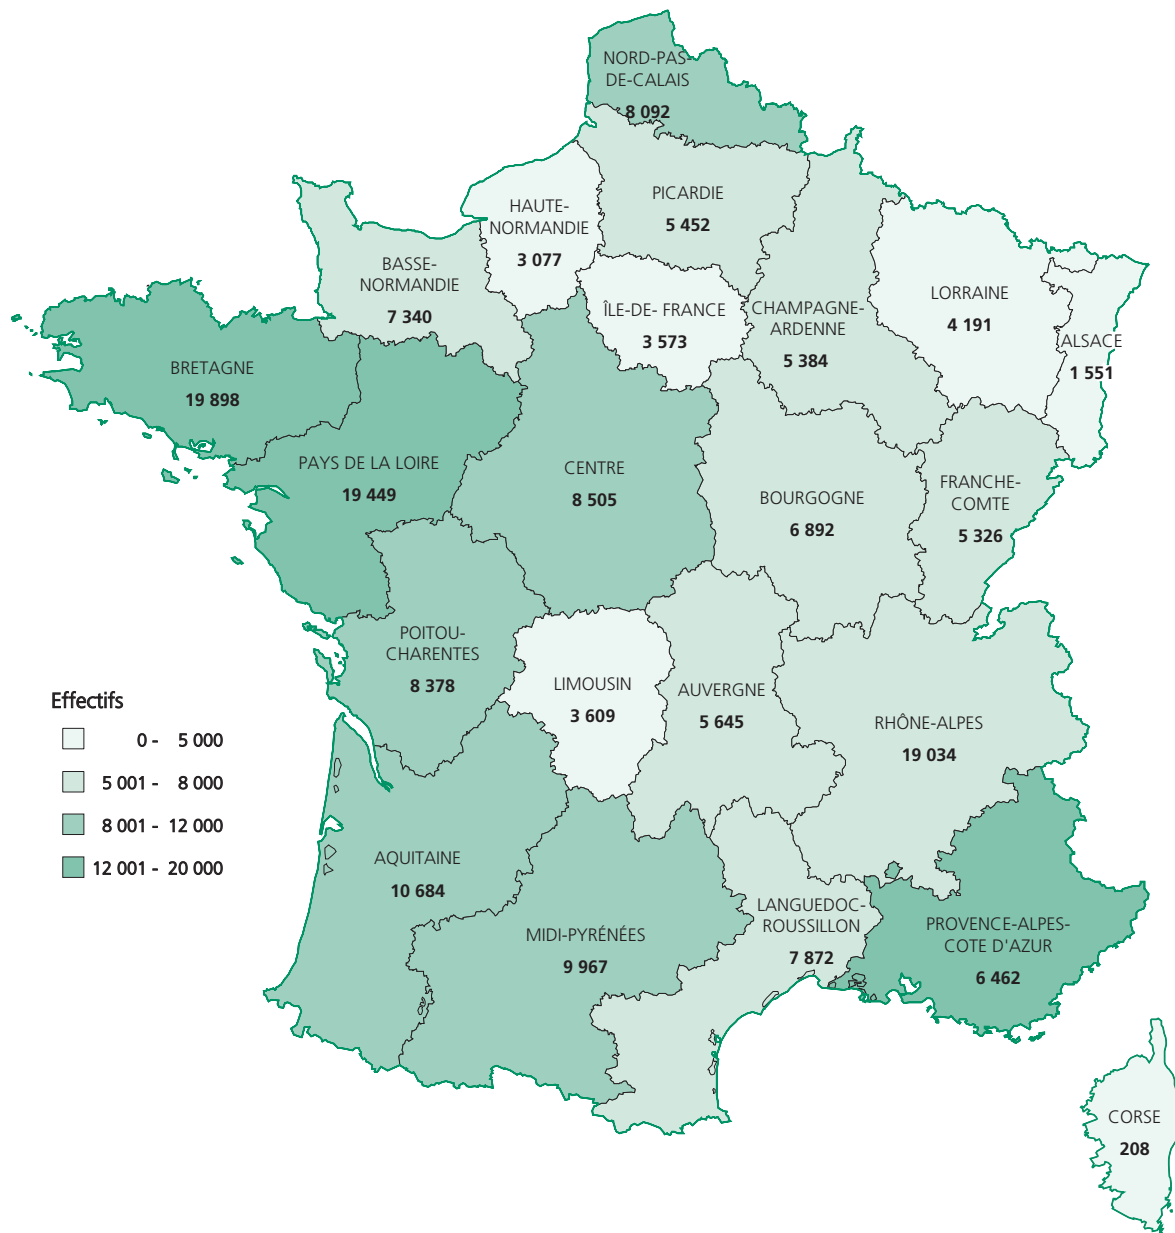 NORD-PAS-
DE-CALAIS
8 092
PICARDIE
5 452
HAUTE-
NORMANDIE
3 077
BASSE-
NORMANDIE
7 340
ÎLE-DE- FRANCE
3 573
CHAMPAGNE-
ARDENNE
5 384
LORRAINE
4 191
ALSACE
1 551
BRETAGNE
19 898
PAYS DE LA LOIRE
19 449
CENTRE
8 505
BOURGOGNE
6 892
FRANCHE-
COMTE
5 326
POITOU-
CHARENTES
8 378
LIMOUSIN
3 609
AUVERGNE
5 645
RHÔNE-ALPES
19 034
Effectifs
0 - 5 000
5 001 - 8 000
8 001 - 12 000
12 001 - 20 000
AQUITAINE
10 684
MIDI-PYRÉNÉES
9 967
LANGUEDOC-
ROUSSILLON
7 872
PROVENCE-ALPES-
COTE D'AZUR
6 462
CORSE
208